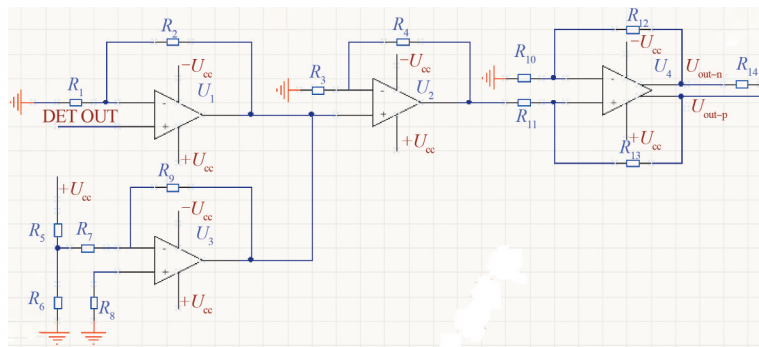 R2
R4
R12
-Ucc
-Ucc
-Ucc
R10
U4
Uout-n
R14
R1
U1
R3
U2
DET OUT
R11
Uout-p
+Ucc
+Ucc
+Ucc
R13
+Ucc
R9
-Ucc
R5
R7
U3
R6
R8
+Ucc